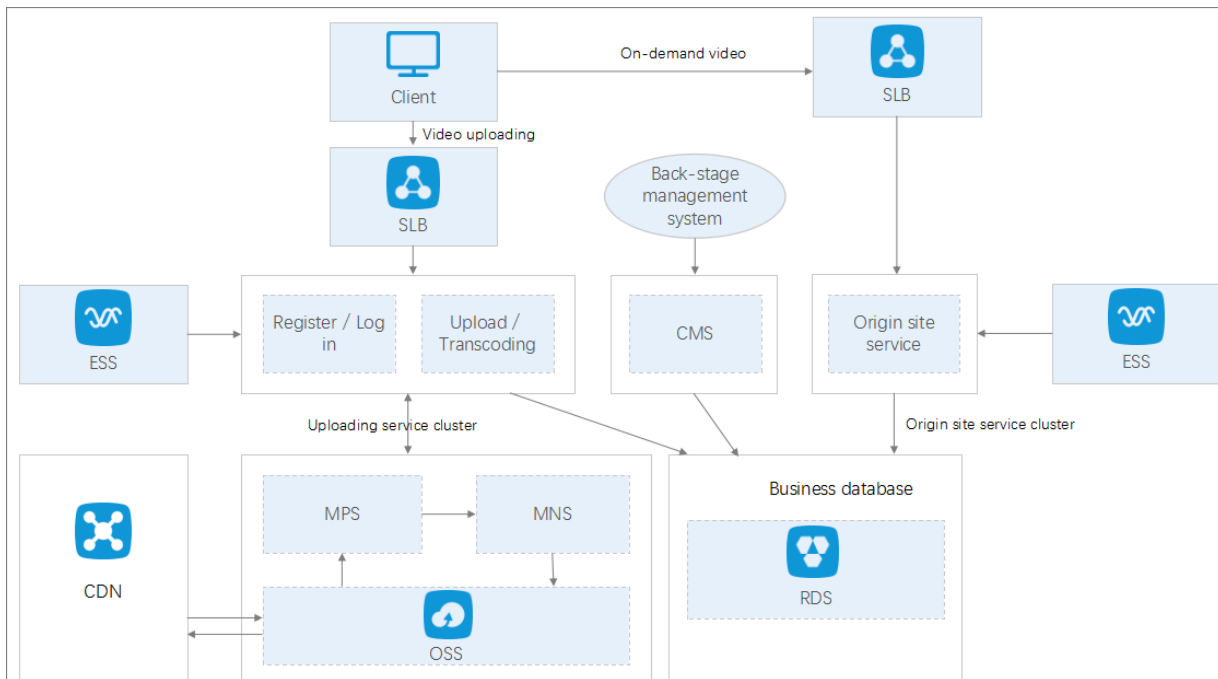 On-demand video
Client
SLB
Video uploading
SLB
Back-stage
management
system
ESS
Register / Log
in
Upload /
Transcoding
CMS
Origin site
service
ESS
Uploading service cluster
Origin site service cluster
CDN
MPS
MNS
OSS
Business database
RDS